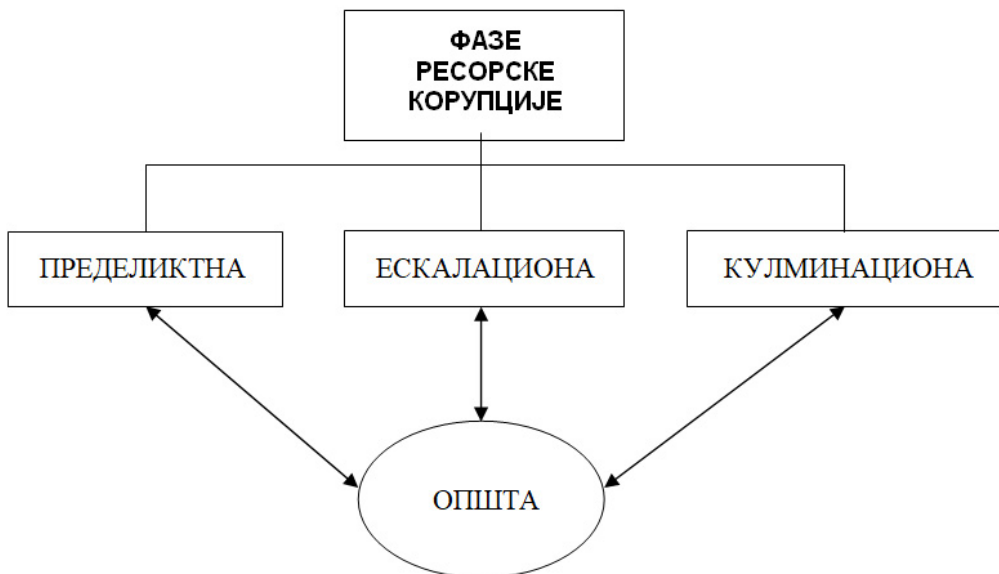 ФАЗЕ
РЕСОРСКЕ
КОРУПЦИЈЕ
ПРЕДЕЛИКТНА
ЕСКАЛАЦИОНА
КУЛМИНАЦИОНА
ОПШТА